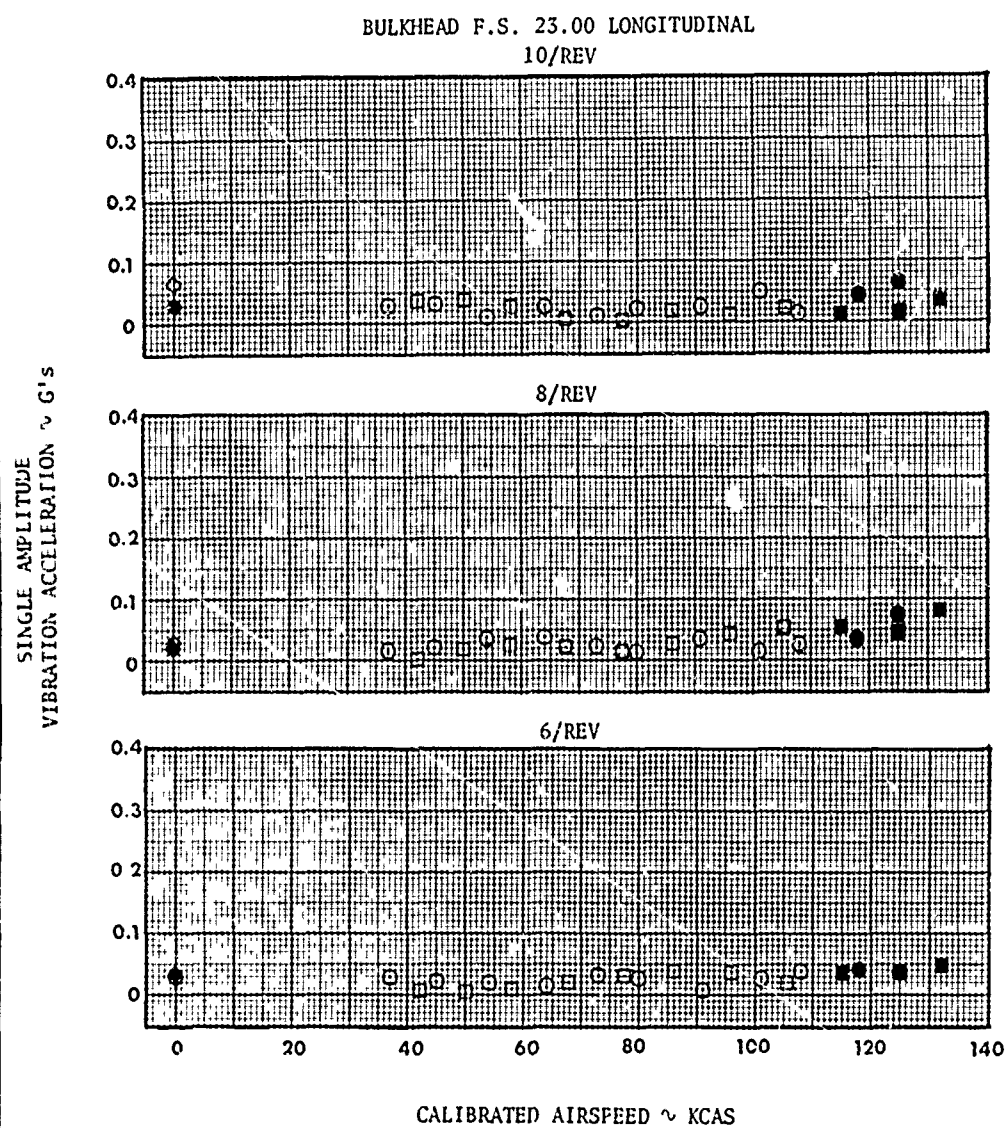 BULKHEAD F.S. 23.00 LONGITUDINAL
10/REV
0.4
0.3
0.2
0.1
0
8/REV
0.4
0.3
0.2
0.1
0
6/REV
0.4
0.3
0 2
0.1
0
0 20 40 60 80 100 120 140
SINGLE AMPLITUDE
VIBRATION ACCELERATION ~ G's
CALIBRATED AIRSPEED ~ KCAS